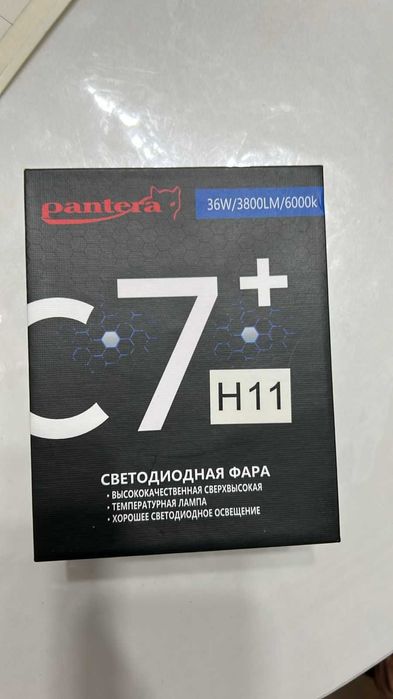 pantera
36W/3800LM/6000k
C7+
H11
СВЕТОДИОДНАЯ ФАРА
• ВЫСОКОКАЧЕСТВЕННАЯ СВЕРХВЫСОКАЯ
• ТЕМПЕРАТУРНАЯ ЛАМПА
• ХОРОШЕЕ СВЕТОДИОДНОЕ ОСВЕЩЕНИЕ